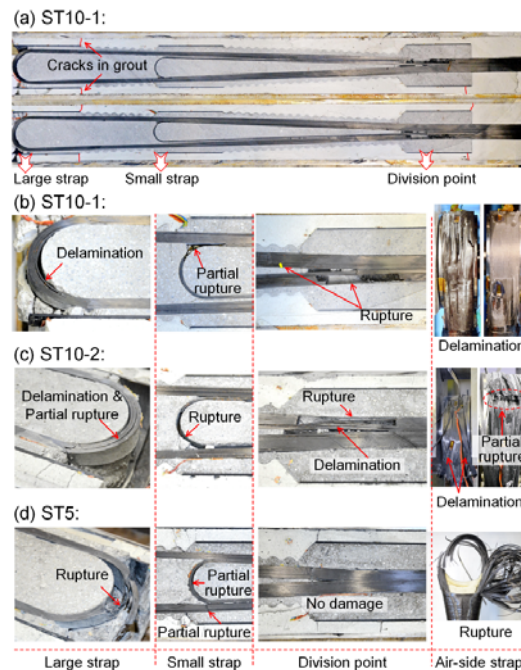 (a) ST10-1:
Cracks in grout
Large strap
Small strap
Division point
(b) ST10-1:
Delamination
Partial
rupture
Rupture
Delamination
(c) ST10-2:
Delamination &
Partial rupture
Rupture
Rupture
Delamination
Partial
rupture
Delamination
(d) ST5:
Rupture
Partial
rupture
Partial rupture
No damage
Rupture
Large strap
Small strap
Division point
Air-side strap